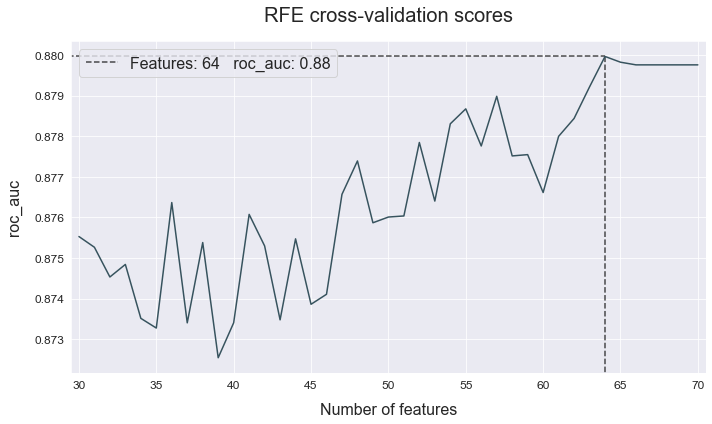 RFE cross-validation scores
0.880
Features: 64   roc_auc: 0.88
0.879
0.878
0.877
0.876
0.875
0.874
0.873
roc_auc
30 35 40 45 50 55 60 65 70
Number of features